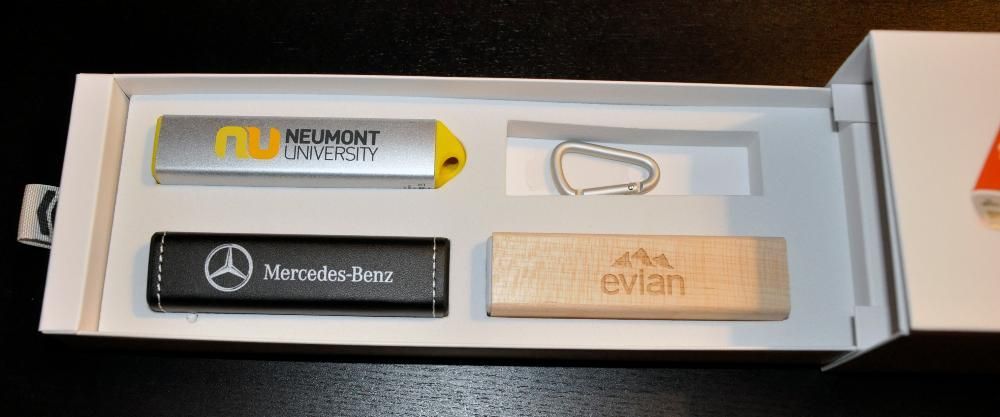 nu NEUMONT
UNIVERSITY
Mercedes-Benz
evian